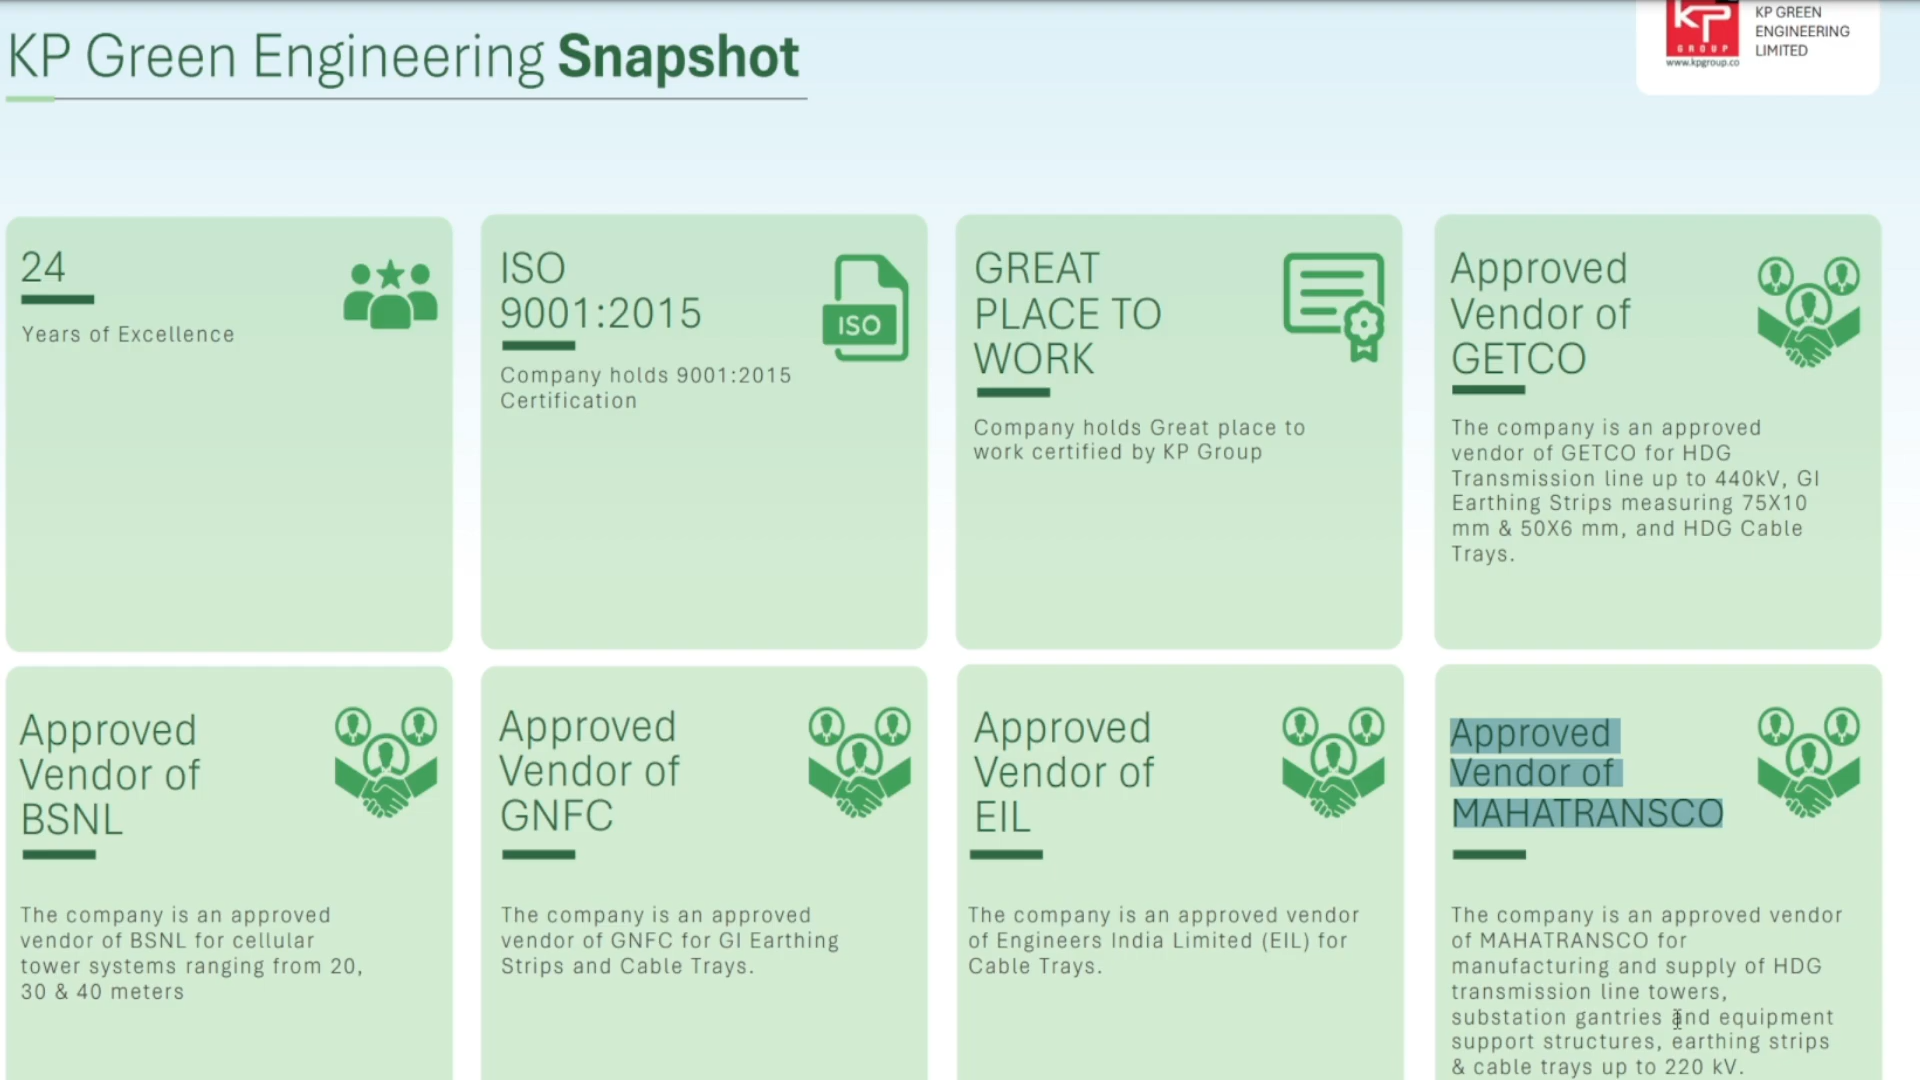 KP Green Engineering Snapshot
KP
GROUP
www.kpgroup.co
KP GREEN
ENGINEERING
LIMITED
24
Years of Excellence
ISO
9001:2015
ISO
Company holds 9001:2015
Certification
GREAT
PLACE TO
WORK
Company holds Great place to
work certified by KP Group
Approved
Vendor of
GETCO
The company is an approved
vendor of GETCO for HDG
Transmission line up to 440kV, GI
Earthing Strips measuring 75X10
mm & 50X6 mm, and HDG Cable
Trays.
Approved
Vendor of
BSNL
The company is an approved
vendor of BSNL for cellular
tower systems ranging from 20,
30 & 40 meters
Approved
Vendor of
GNFC
The company is an approved
vendor of GNFC for GI Earthing
Strips and Cable Trays.
Approved
Vendor of
EIL
The company is an approved vendor
of Engineers India Limited (EIL) for
Cable Trays.
Approved
Vendor of
MAHATRANSCO
The company is an approved vendor
of MAHATRANSCO for
manufacturing and supply of HDG
transmission line towers,
substation gantries and equipment
support structures, earthing strips
& cable trays up to 220 kV.